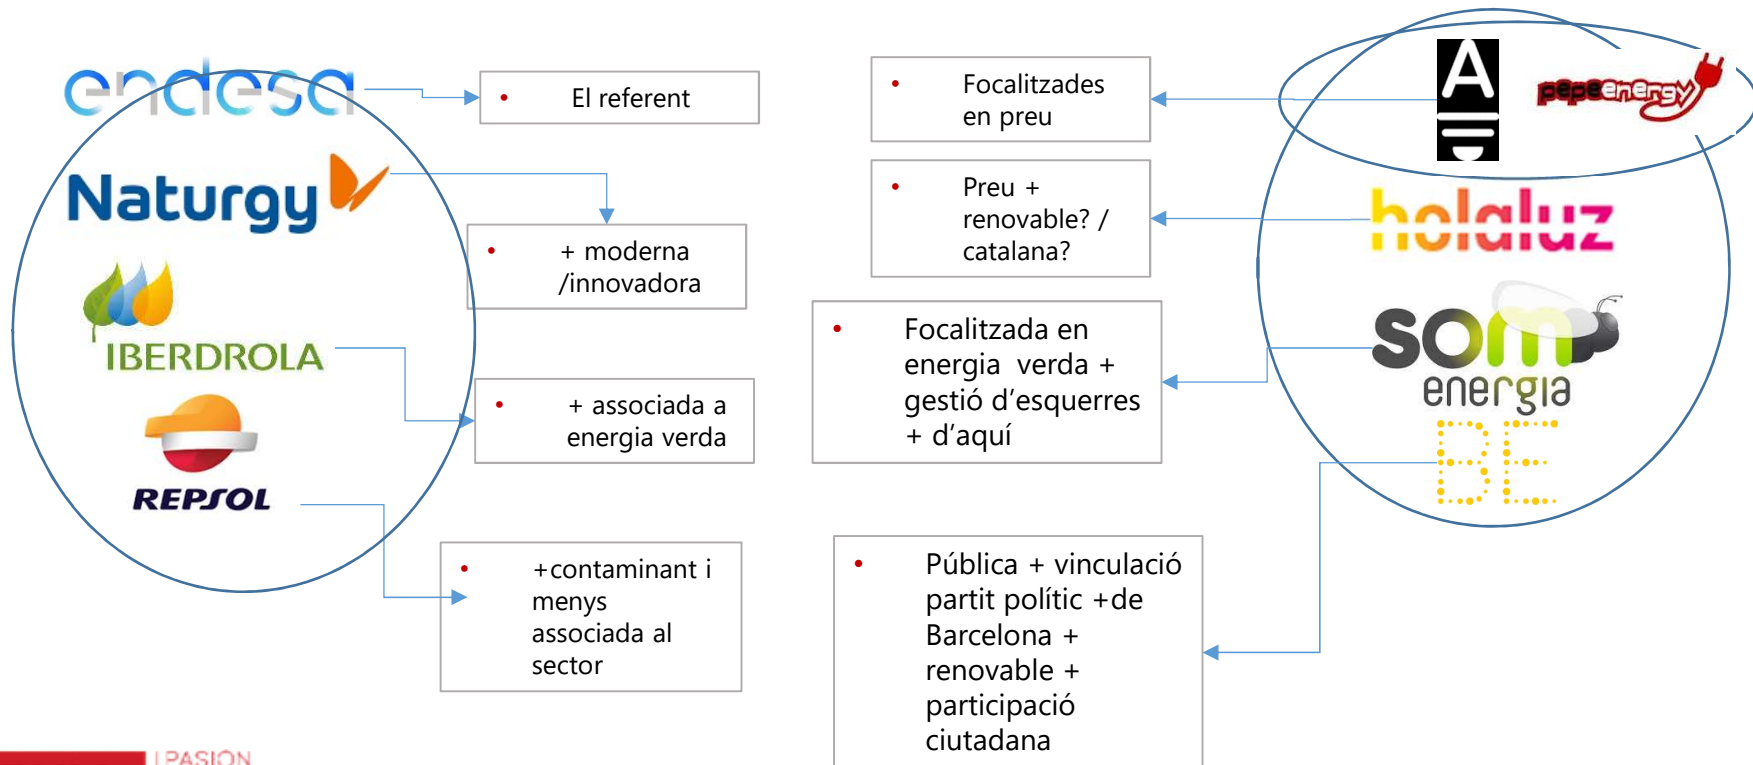 endesa
• El referent
Naturgy
• + moderna
/innovadora
IBERDROLA
• + associada a
energia verda
REPSOL
• +contaminant i
menys
associada al
sector
• Focalitzades
en preu
A
pepeenergy
• Preu +
renovable? /
catalana?
holaluz
• Focalitzada en
energia verda +
gestió d'esquerres
+ d'aquí
som
energia
BE
• Pública + vinculació
partit polític +de
Barcelona +
renovable +
participació
ciutadana
| PASIÓN